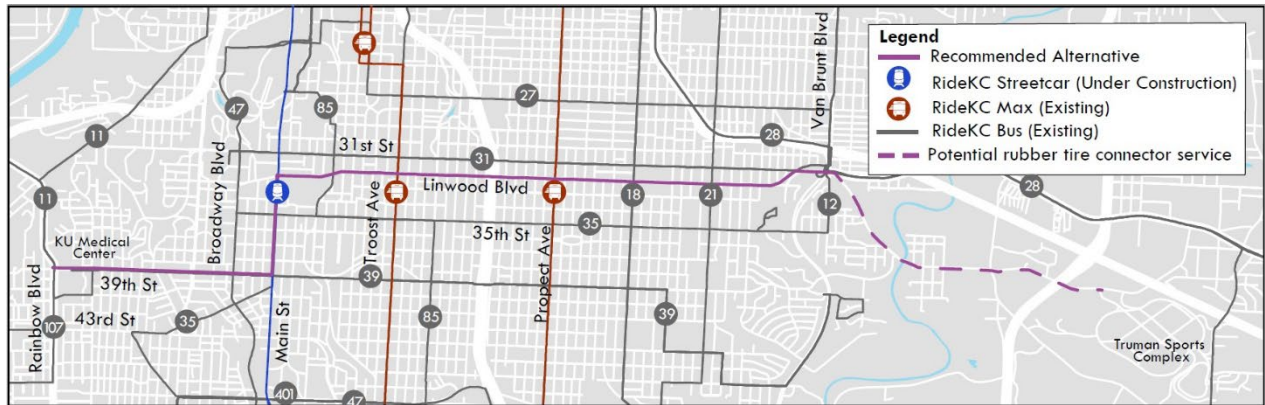 Legend
Recommended Alternative
RideKC Streetcar (Under Construction)
RideKC Max (Existing)
RideKC Bus (Existing)
Potential rubber tire connector service
Van Brunt Blvd
47
85
27
11
28
31st St
31
Broadway Blvd
Linwood Blvd
28
11
18
21
12
Troost Ave
35th St
35
KU Medical
Center
Propect Ave
39th St
39
Rainbow Blvd
43rd St
35
107
85
39
Main St
Truman Sports
Complex
401
47